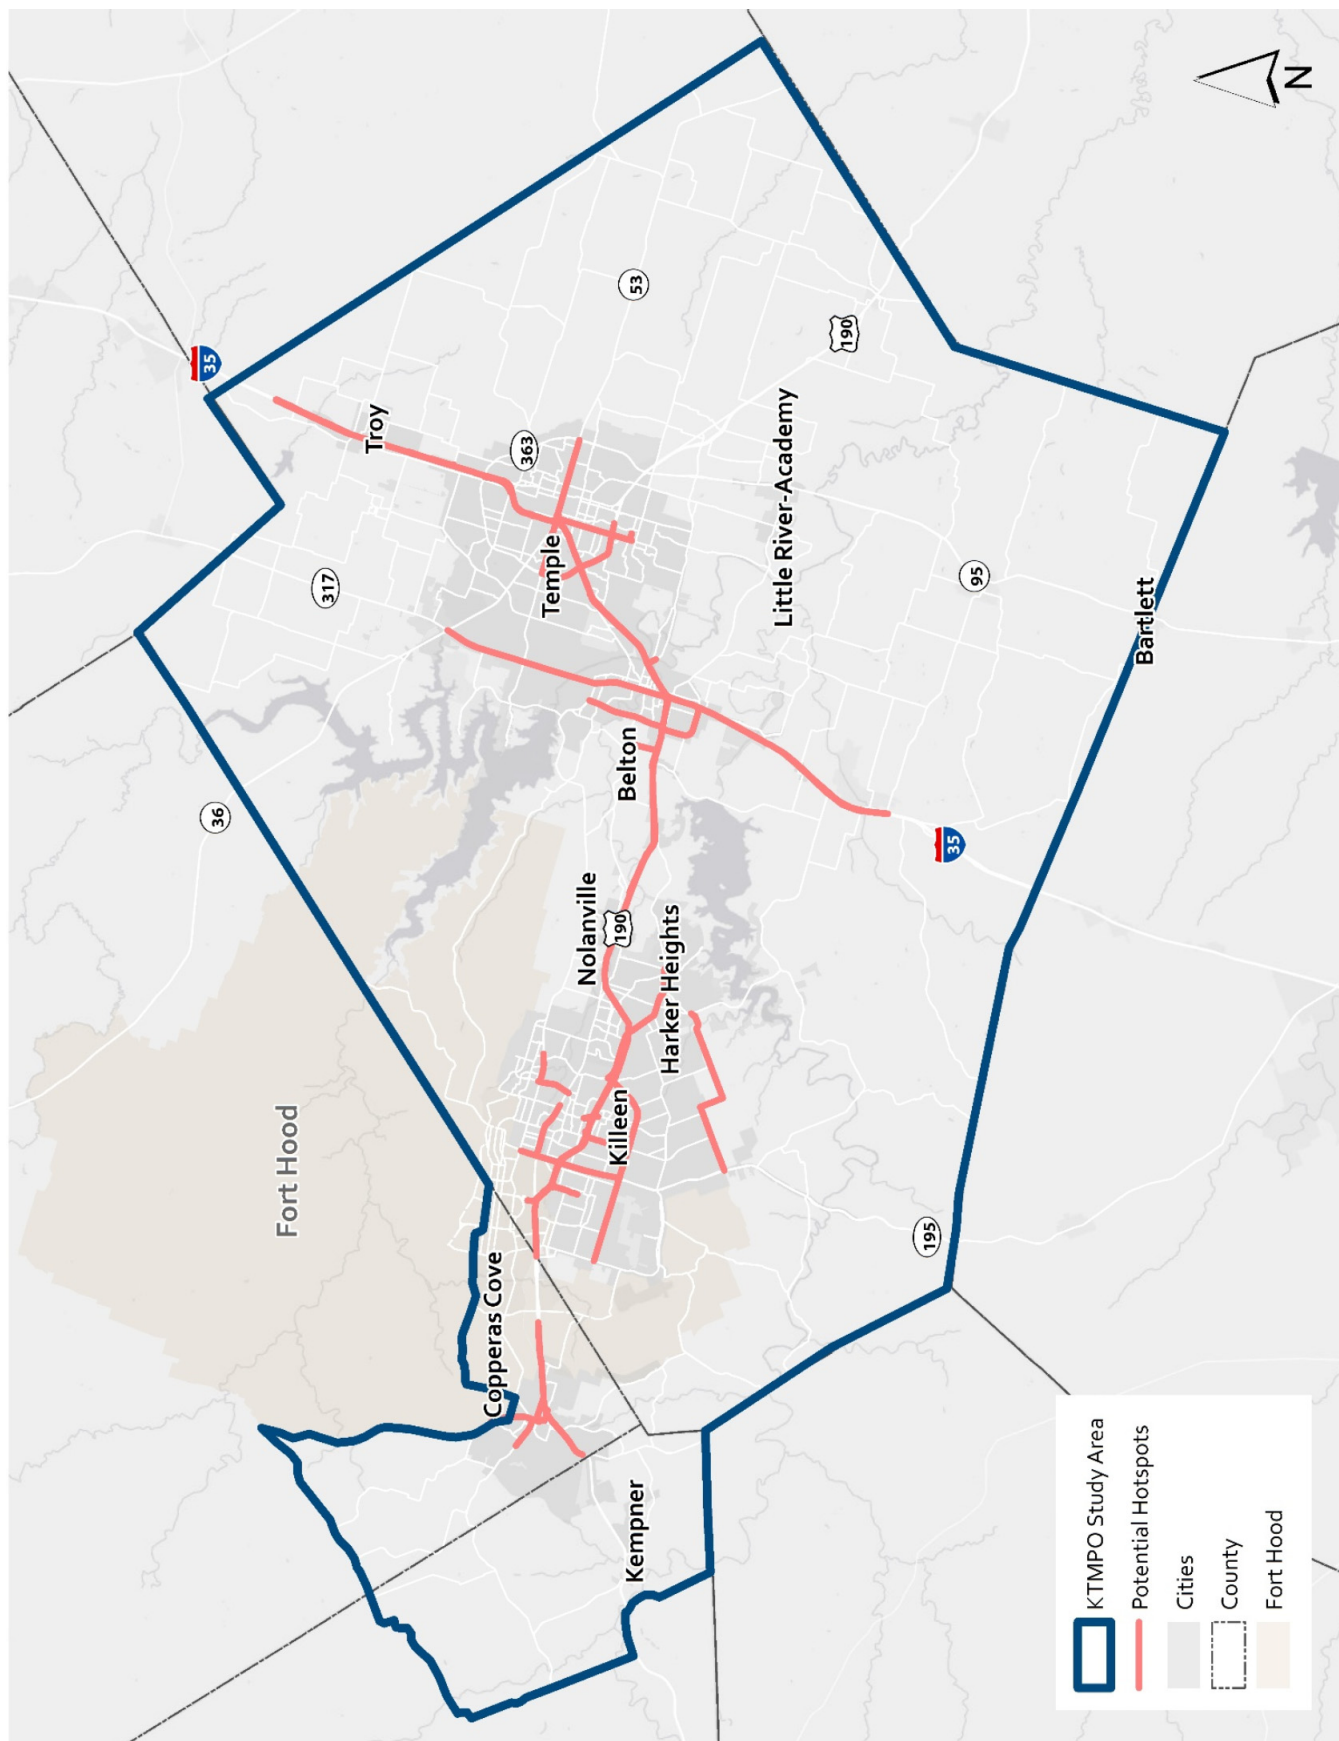 36
35
317
Troy
53
363
Fort Hood
Temple
190
Belton
Little River-Academy
Nolanville
190
95
Copperas Cove
Killeen
Harker Heights
35
Bartlett
Kempner
195
N
KTMPO Study Area
Potential Hotspots
Cities
County
Fort Hood